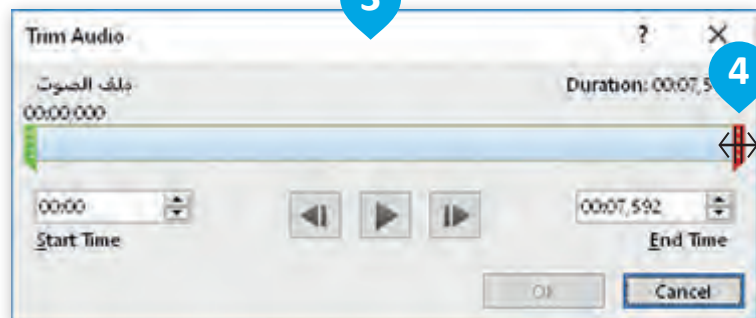 3
Trim Audio ? ×
4
ملف الصوت Duration: 00:07,5
00:00:000
00:00 00:07,592
Start Time End Time
OK Cancel